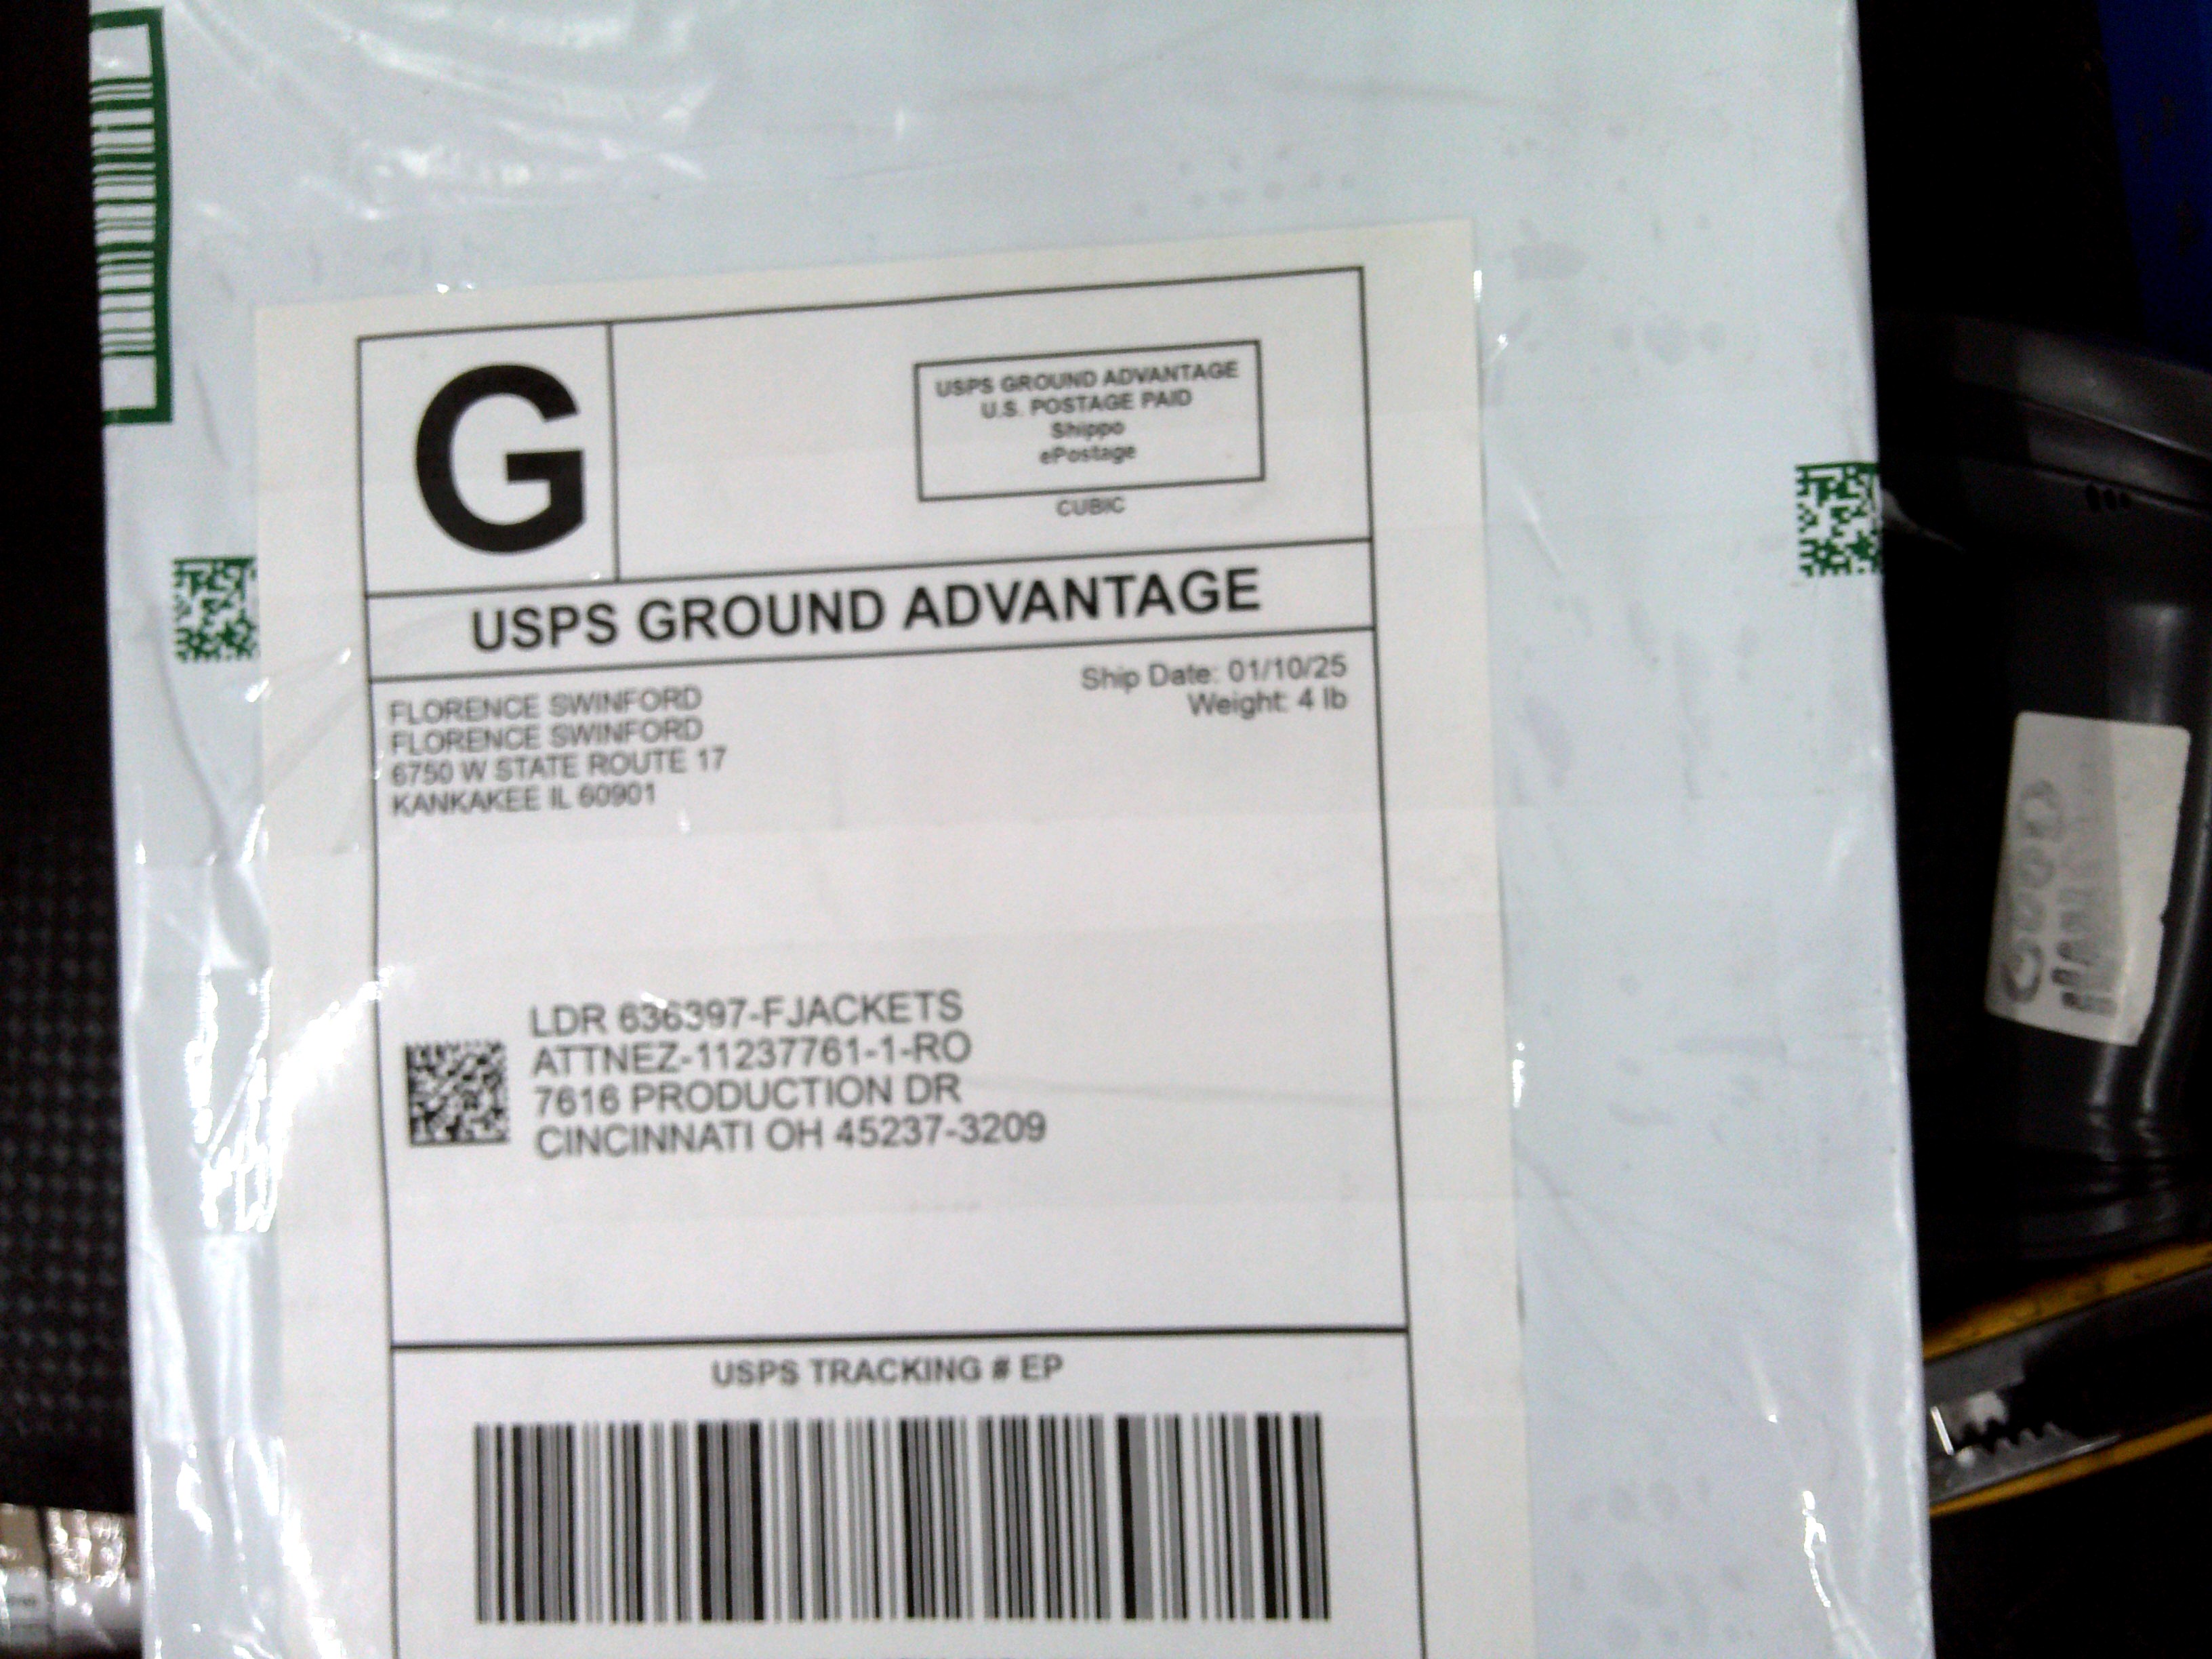 G
USPS GROUND ADVANTAGE
U.S. POSTAGE PAID
Shippo
ePostage
CUBIC
USPS GROUND ADVANTAGE
Ship Date: 01/10/25
Weight: 4 lb
FLORENCE SWINFORD
FLORENCE SWINFORD
6750 W STATE ROUTE 17
KANKAKEE IL 60901
LDR 636397-FJACKETS
ATTNEZ-11237761-1-RO
7616 PRODUCTION DR
CINCINNATI OH 45237-3209
USPS TRACKING # EP